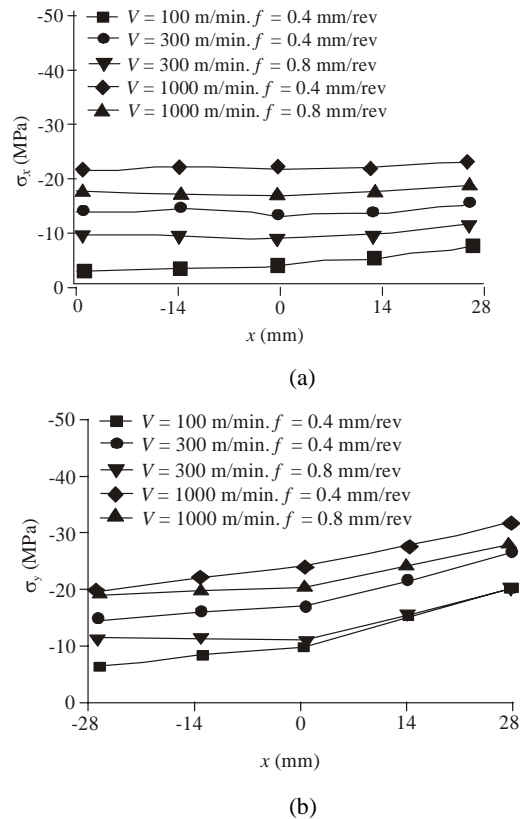 -50
-40
-30
-20
-10
0
σx (MPa)
V = 100 m/min. f = 0.4 mm/rev
V = 300 m/min. f = 0.4 mm/rev
V = 300 m/min. f = 0.8 mm/rev
V = 1000 m/min. f = 0.4 mm/rev
V = 1000 m/min. f = 0.8 mm/rev
0 -14 0 14 28
x (mm)
(a)
-50
-40
-30
-20
-10
0
σy (MPa)
V = 100 m/min. f = 0.4 mm/rev
V = 300 m/min. f = 0.4 mm/rev
V = 300 m/min. f = 0.8 mm/rev
V = 1000 m/min. f = 0.4 mm/rev
V = 1000 m/min. f = 0.8 mm/rev
-28 -14 0 14 28
x (mm)
(b)